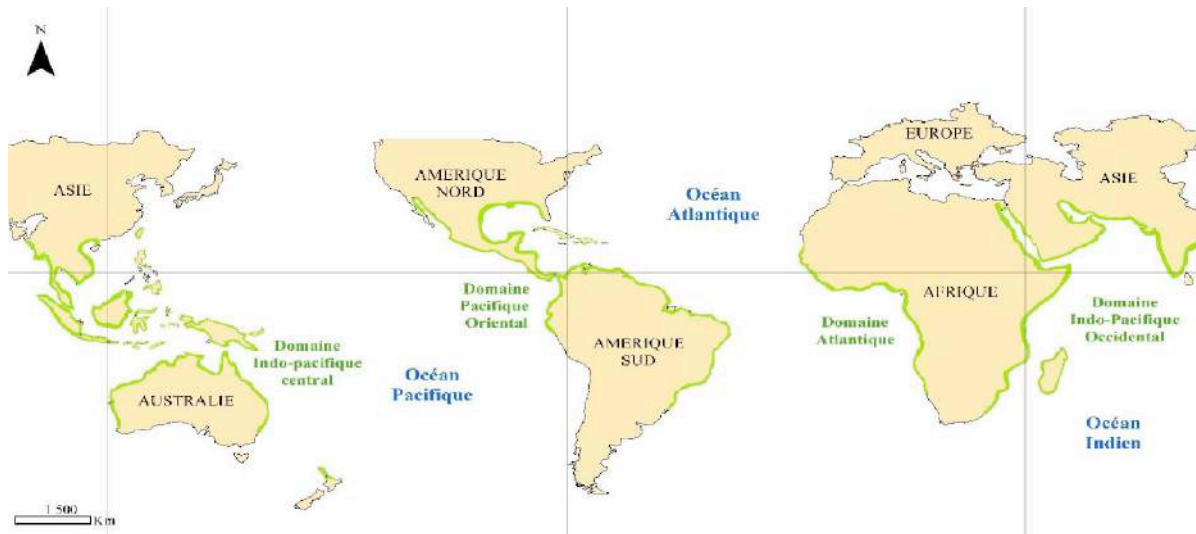 N
EUROPE
ASIE
AMERIQUE
NORD
ASIE
Océan
Atlantique
Domaine
Pacifique
Oriental
AFRIQUE
Domaine
Indo-Pacifique
Occidental
Domaine
Indo-pacifique
central
AMERIQUE
SUD
Domaine
Atlantique
Océan
Pacifique
AUSTRALIE
Océan
Indien
1 500
Km